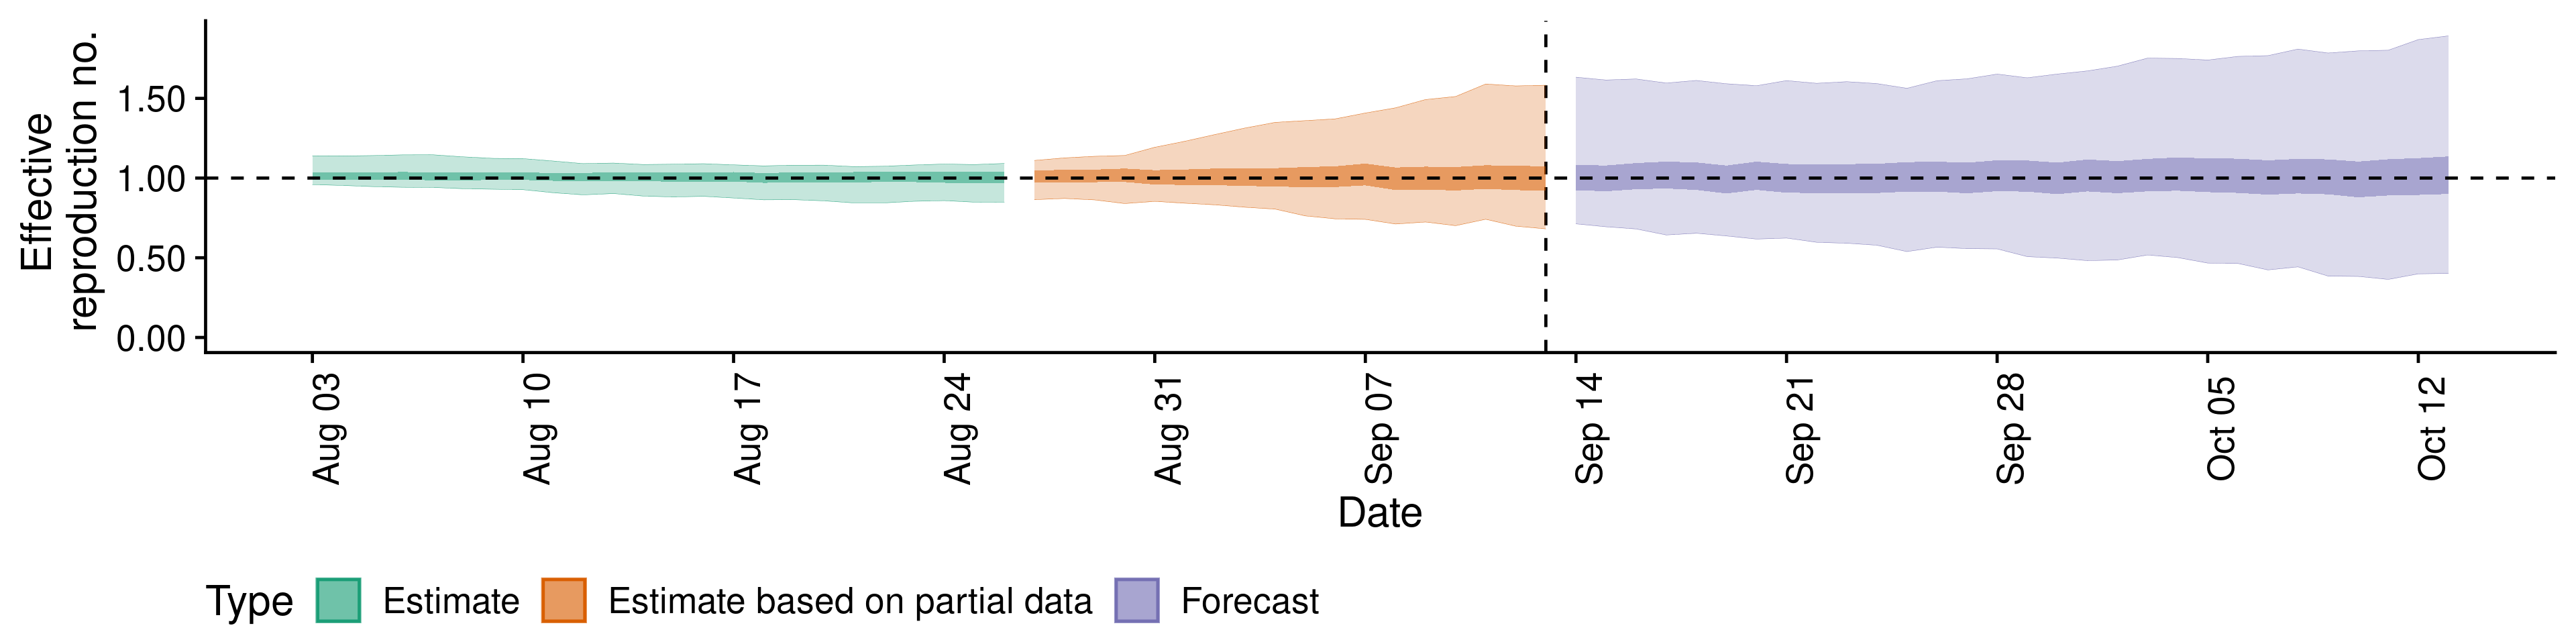 Effective
reproduction no.
1.50
1.00
0.50
0.00
Aug 03
Aug 10
Aug 17
Aug 24
Aug 31
Sep 07
Sep 14
Sep 21
Sep 28
Oct 05
Oct 12
Date
Type Estimate Estimate based on partial data Forecast